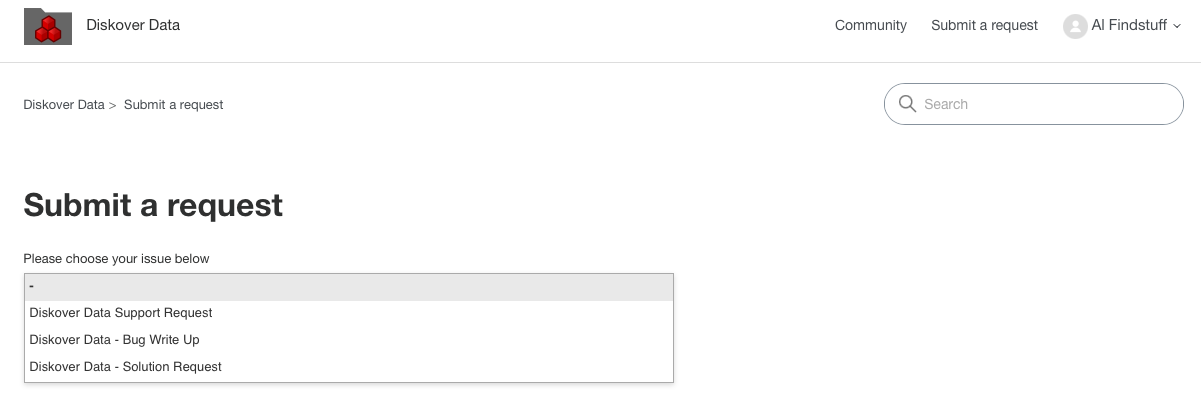 Diskover Data
Community
Submit a request
Al Findstuff
Diskover Data > Submit a request
Search
Submit a request
Please choose your issue below
-
Diskover Data Support Request
Diskover Data - Bug Write Up
Diskover Data - Solution Request